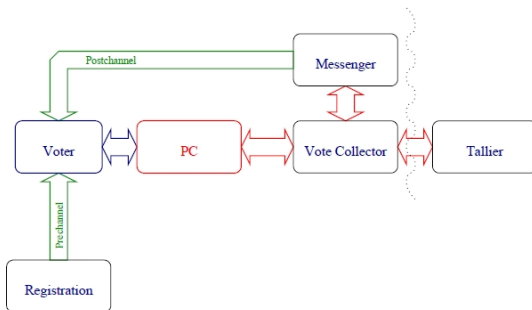 Postchannel
Messenger
Voter
PC
Vote Collector
Tallier
Prechannel
Registration